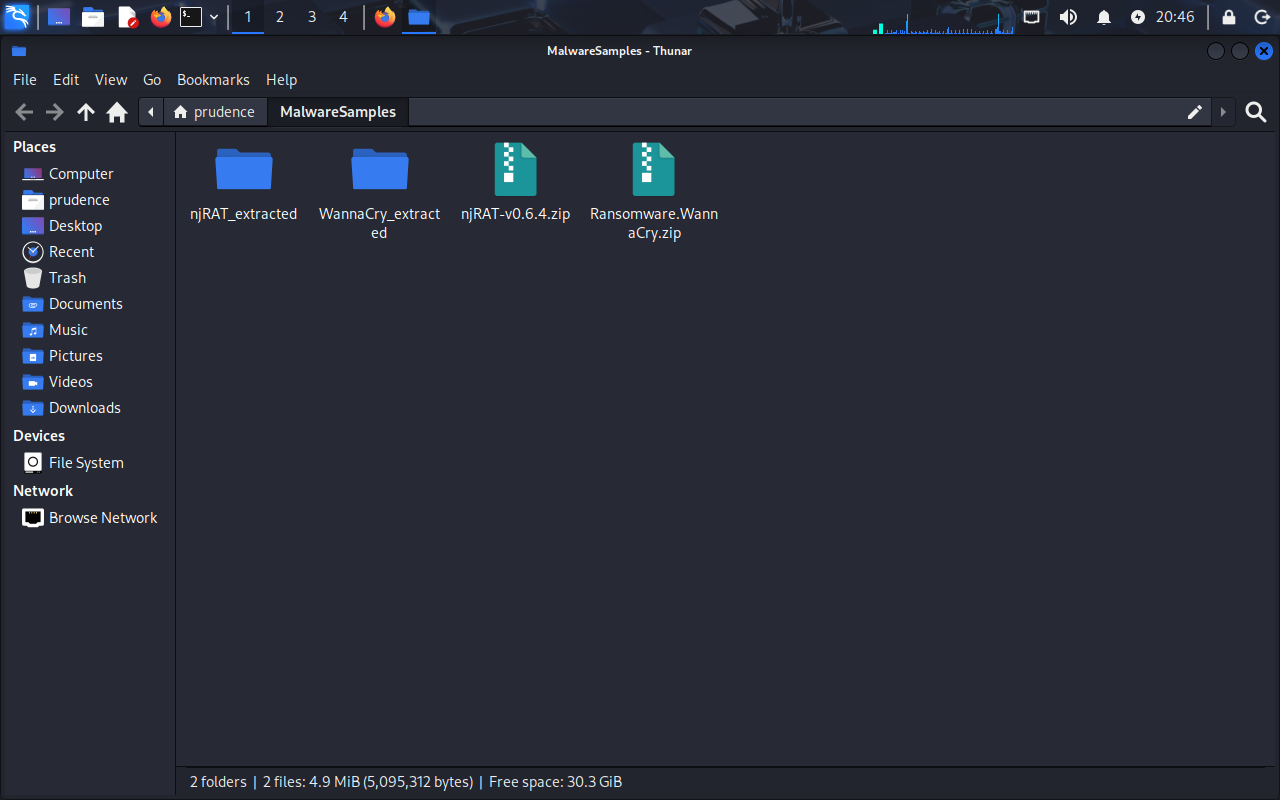 1 2 3 4 20:46
MalwareSamples - Thunar
File Edit View Go Bookmarks Help
prudence MalwareSamples
Places
Computer
prudence
Desktop
Recent
Trash
Documents
Music
Pictures
Videos
Downloads
Devices
File System
Network
Browse Network
njRAT_extracted
WannaCry_extract
ed
njRAT-v0.6.4.zip
Ransomware.Wann
aCry.zip
2 folders | 2 files: 4.9 MiB (5,095,312 bytes) | Free space: 30.3 GiB